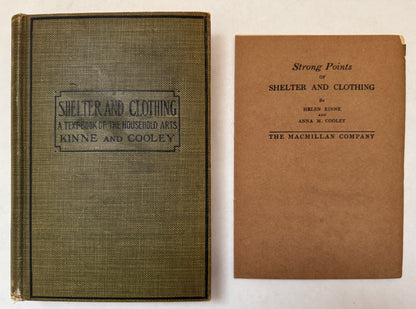 SHELTER AND CLOTHING
A TEXTBOOK OF THE HOUSEHOLD ARTS
KINNE AND COOLEY
Strong Points
OF
SHELTER AND CLOTHING
By
HELEN KINNE
AND
ANNA M. COOLEY
THE MACMILLAN COMPANY